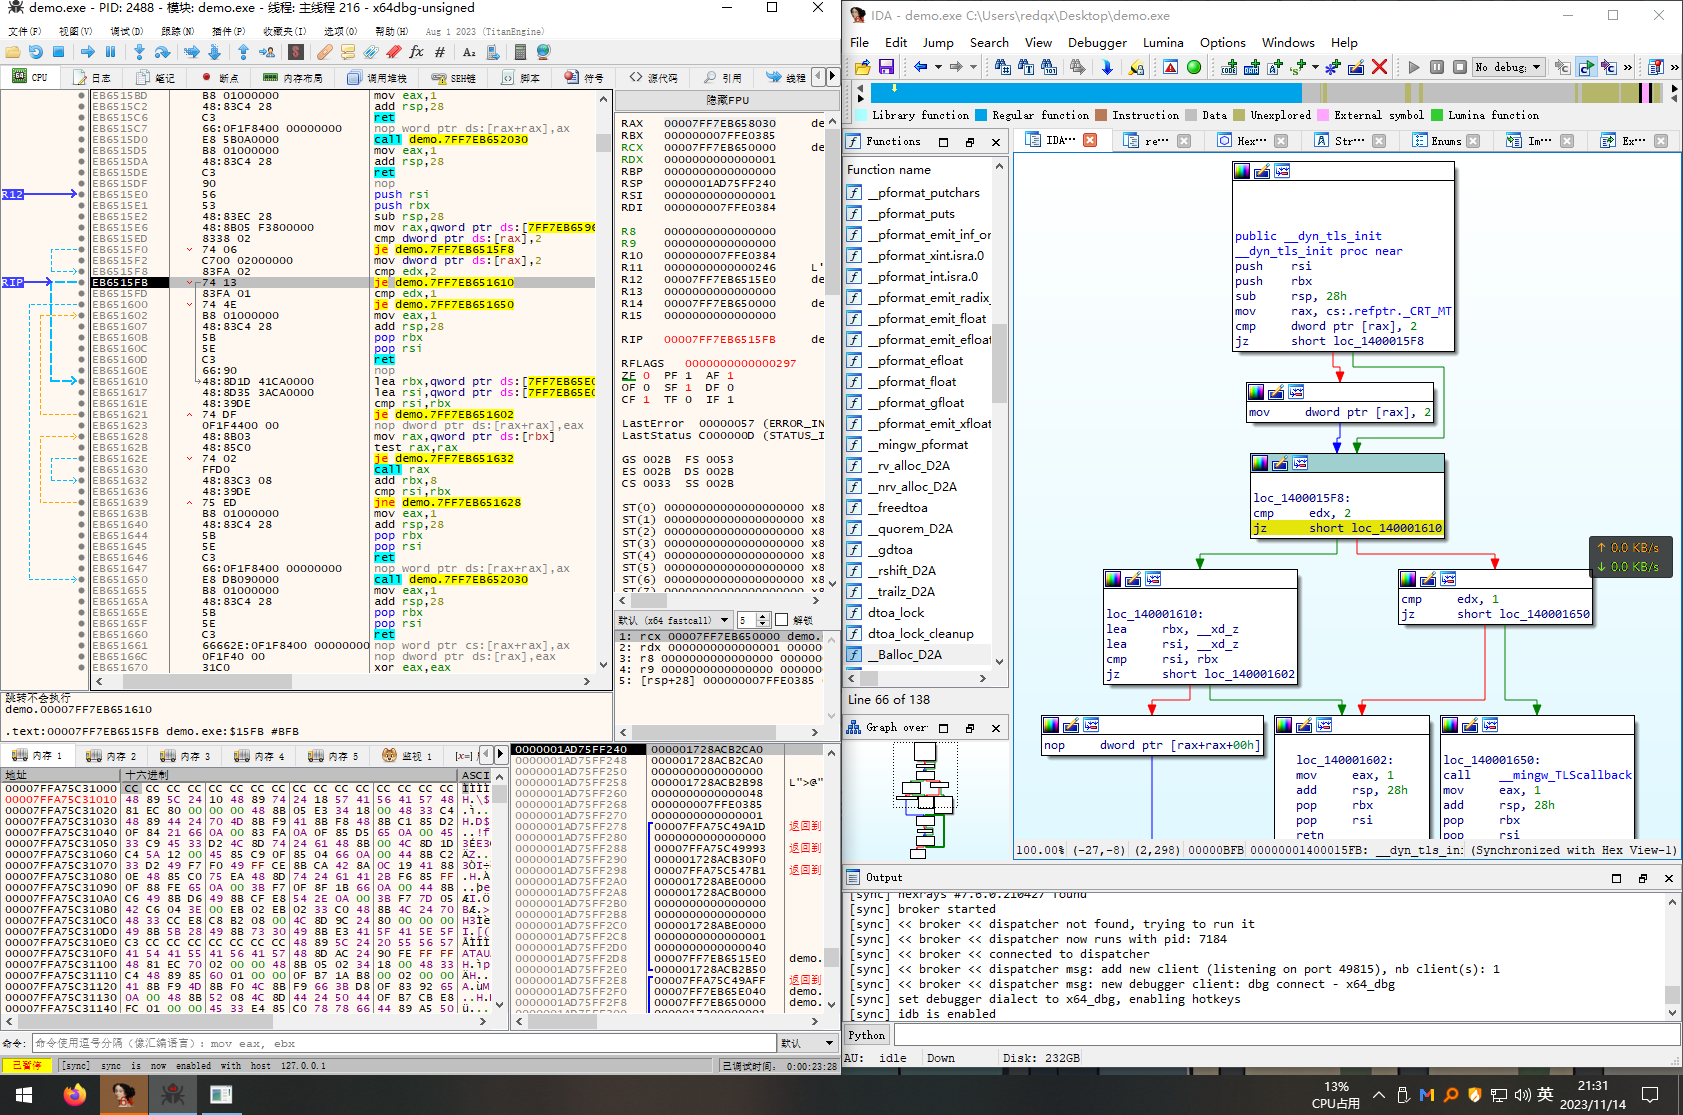 demo.exe - PID: 2488 - 模块: demo.exe - 线程: 主线程 216 - x64dbg-unsigned
文件(F) 视图(V) 调试(D) 跟踪(N) 插件(P) 收藏夹(I) 选项(O) 帮助(H) Aug 1 2023 (TitanEngine)
CPU 日志 笔记 断点 内存布局 调用堆栈 SEH链 脚本 符号 源代码 引用 线程
EB6515BD B8 01000000 mov eax,1
EB6515C2 48:83C4 28 add rsp,28
EB6515C6 C3 ret
EB6515C7 66:0F1F8400 00000000 nop word ptr ds:[rax+rax],ax
EB6515D0 E8 5B0A0000 call demo.7FF7EB652030
EB6515D5 B8 01000000 mov eax,1
EB6515DA 48:83C4 28 add rsp,28
EB6515DE C3 ret
EB6515DF 90 nop
R12 EB6515E0 56 push rsi
EB6515E1 53 push rbx
EB6515E2 48:83EC 28 sub rsp,28
EB6515E6 48:8B05 F3800000 mov rax,qword ptr ds:[7FF7EB6596
EB6515ED 8338 02 cmp dword ptr ds:[rax],2
EB6515F0 74 06 je demo.7FF7EB6515F8
EB6515F2 C700 02000000 mov dword ptr ds:[rax],2
EB6515F8 83FA 02 cmp edx,2
RIP EB6515FB 74 13 je demo.7FF7EB651610
EB6515FD 83FA 01 cmp edx,1
EB651600 74 4E je demo.7FF7EB651650
EB651602 B8 01000000 mov eax,1
EB651607 48:83C4 28 add rsp,28
EB65160B 5B pop rbx
EB65160C 5E pop rsi
EB65160D C3 ret
EB65160E 66:90 nop
EB651610 48:8D1D 41CA0000 lea rbx,qword ptr ds:[7FF7EB65E0
EB651617 48:8D35 3ACA0000 lea rsi,qword ptr ds:[7FF7EB65E0
EB65161E 48:39DE cmp rsi,rbx
EB651621 74 DF je demo.7FF7EB651602
EB651623 0F1F4400 00 nop dword ptr ds:[rax+rax],eax
EB651628 48:8B03 mov rax,qword ptr ds:[rbx]
EB65162B 48:85C0 test rax,rax
EB65162E 74 02 je demo.7FF7EB651632
EB651630 FFD0 call rax
EB651632 48:83C3 08 add rbx,8
EB651636 48:39DE cmp rsi,rbx
EB651639 75 ED jne demo.7FF7EB651628
EB65163B B8 01000000 mov eax,1
EB651640 48:83C4 28 add rsp,28
EB651644 5B pop rbx
EB651645 5E pop rsi
EB651646 C3 ret
EB651647 66:0F1F8400 00000000 nop word ptr ds:[rax+rax],ax
EB651650 E8 DB090000 call demo.7FF7EB652030
EB651655 B8 01000000 mov eax,1
EB65165A 48:83C4 28 add rsp,28
EB65165E 5B pop rbx
EB65165F 5E pop rsi
EB651660 C3 ret
EB651661 66662E:0F1F8400 00000000 nop word ptr cs:[rax+rax],ax
EB65166C 0F1F40 00 nop dword ptr ds:[rax],eax
EB651670 31C0 xor eax,eax
跳转不会执行
demo.00007FF7EB651610
.text:00007FF7EB6515FB demo.exe:$15FB #BFB
隐藏FPU
RAX 00007FF7EB658030 de
RBX 000000007FFE0385
RCX 00007FF7EB650000 de
RDX 0000000000000001
RBP 0000000000000000
RSP 0000001AD75FF240
RSI 0000000000000001
RDI 000000007FFE0384
R8 0000000000000000
R9 0000000000000000
R10 000000007FFE0384
R11 0000000000000246 L'
R12 00007FF7EB6515E0 de
R13 0000000000000000
R14 00007FF7EB650000 de
R15 0000000000000000
RIP 00007FF7EB6515FB de
RFLAGS 0000000000000297
ZF 0 PF 1 AF 1
OF 0 SF 1 DF 0
CF 1 TF 0 IF 1
LastError 00000057 (ERROR_IN
LastStatus C000000D (STATUS_I
GS 002B FS 0053
ES 002B DS 002B
CS 0033 SS 002B
ST(0) 00000000000000000000 x8
ST(1) 00000000000000000000 x8
ST(2) 00000000000000000000 x8
ST(3) 00000000000000000000 x8
ST(4) 00000000000000000000 x8
ST(5) 00000000000000000000 x8
ST(6) 00000000000000000000 x8
默认 (x64 fastcall) 5 解锁
1: rcx 00007FF7EB650000 demo.
2: rdx 0000000000000001 00000
3: r8 0000000000000000 00000
4: r9 0000000000000000 00000
5: [rsp+28] 000000007FFE0385
内存 1 内存 2 内存 3 内存 4 内存 5 监视 1 [x=]
地址 十六进制 ASCI
00007FFA75C31000 CC CC CC CC CC CC CC CC CC CC CC CC CC CC CC CC ÌÌÌÌ
00007FFA75C31010 48 89 5C 24 10 48 89 74 24 18 57 41 56 41 57 48 H.\$
00007FFA75C31020 81 EC 80 00 00 00 48 8B 05 E3 34 18 00 48 33 C4 .ì..
00007FFA75C31030 48 89 44 24 70 4D 8B F9 41 8B F8 48 8B C1 85 D2 H.D$
00007FFA75C31040 0F 84 21 66 0A 00 83 FA 0A 0F 85 D5 65 0A 00 45 ..!f
00007FFA75C31050 33 C9 45 33 D2 4C 8D 74 24 61 48 8B 00 4C 8D 1D 3ÉE3
00007FFA75C31060 C4 5A 12 00 45 85 C9 0F 85 04 66 0A 00 44 8B C2 ÄZ..
00007FFA75C31070 33 D2 49 F7 F0 49 FF CE 8B CA 42 8A 0C 19 41 88 3ÒI÷
00007FFA75C31080 0E 48 85 C0 75 EA 48 8D 74 24 61 41 2B F6 85 FF .H.À
00007FFA75C31090 0F 88 FE 65 0A 00 3B F7 0F 8F 1B 66 0A 00 44 8B ..þe
00007FFA75C310A0 C6 49 8B D6 49 8B CF E8 54 2E 0A 00 3B F7 7D 05 ÆI.Ö
00007FFA75C310B0 42 C6 04 3E 00 EB 02 EB 02 33 C0 48 8B 4C 24 70 BÆ.>
00007FFA75C310C0 48 33 CC E8 C8 B2 08 00 4C 8D 9C 24 80 00 00 00 H3Ìè
00007FFA75C310D0 49 8B 5B 28 49 8B 73 30 49 8B E3 41 5F 41 5E 5F I.[(
00007FFA75C310E0 C3 CC CC CC CC CC CC CC 48 89 5C 24 20 55 56 57 ÃÌÌÌ
00007FFA75C310F0 41 54 41 55 41 56 41 57 48 8D AC 24 90 FE FF FF ATAU
00007FFA75C31100 48 81 EC 70 02 00 00 48 8B 05 02 34 18 00 48 33 H.ìp
00007FFA75C31110 C4 48 89 85 60 01 00 00 0F B7 1A B8 00 02 00 00 ÄH..
00007FFA75C31120 41 8B F9 4D 8B F0 4C 8B F9 66 3B D8 0F 83 92 65 A.ùM
00007FFA75C31130 0A 00 48 8B 52 08 4C 8D 44 24 50 44 0F B7 CB E8 ..H.
00007FFA75C31140 FC 01 00 00 45 33 E4 85 C0 78 78 66 44 89 A5 50 ü...
0000001AD75FF240 000001728ACB2CA0
0000001AD75FF248 000001728ACB2CA0
0000001AD75FF250 0000000000000000
0000001AD75FF258 000001728ACB2B98 L">@"
0000001AD75FF260 0000000000000048
0000001AD75FF268 000000007FFE0385
0000001AD75FF270 0000000000000001
0000001AD75FF278 00007FFA75C49A1D 返回到
0000001AD75FF280 0000000000000000
0000001AD75FF288 00007FFA75C49993 返回到
0000001AD75FF290 000001728ACB30F0
0000001AD75FF298 00007FFA75C547B1 返回到
0000001AD75FF2A0 000001728ABE0000
0000001AD75FF2A8 000001728ACB0000
0000001AD75FF2B0 0000000000000000
0000001AD75FF2B8 0000000000000000
0000001AD75FF2C0 000001728ABE0000
0000001AD75FF2C8 0000000000000001
0000001AD75FF2D0 0000000000000040
0000001AD75FF2D8 00007FF7EB6515E0 demo.
0000001AD75FF2E0 000001728ACB2B50
0000001AD75FF2E8 00007FFA75C49AFF 返回到
0000001AD75FF2F0 00007FF7EB65E040 demo.
0000001AD75FF2F8 00007FF7EB650000 demo.
命令: 命令使用逗号分隔（像汇编语言）: mov eax, ebx 默认
已暂停 [sync] sync is now enabled with host 127.0.0.1 已调试时间: 0:00:23:28
IDA - demo.exe C:\Users\redqx\Desktop\demo.exe
File Edit Jump Search View Debugger Lumina Options Windows Help
No debug:
Library function Regular function Instruction Data Unexplored External symbol Lumina function
Functions
Function name
__pformat_putchars
__pformat_puts
__pformat_emit_inf_or
__pformat_xint.isra.0
__pformat_int.isra.0
__pformat_emit_radix_
__pformat_emit_float
__pformat_emit_efloat
__pformat_efloat
__pformat_float
__pformat_gfloat
__pformat_emit_xfloat
__mingw_pformat
__rv_alloc_D2A
__nrv_alloc_D2A
__freedtoa
__quorem_D2A
__gdtoa
__rshift_D2A
__trailz_D2A
dtoa_lock
dtoa_lock_cleanup
__Balloc_D2A
Line 66 of 138
Graph over
IDA··· re··· Hex··· Str··· Enums Im··· Ex···
public __dyn_tls_init
__dyn_tls_init proc near
push rsi
push rbx
sub rsp, 28h
mov rax, cs:.refptr._CRT_MT
cmp dword ptr [rax], 2
jz short loc_1400015F8
mov dword ptr [rax], 2
loc_1400015F8:
cmp edx, 2
jz short loc_140001610
↑ 0.0 KB/s
↓ 0.0 KB/s
loc_140001610:
lea rbx, __xd_z
lea rsi, __xd_z
cmp rsi, rbx
jz short loc_140001602
cmp edx, 1
jz short loc_140001650
nop dword ptr [rax+rax+00h]
loc_140001602:
mov eax, 1
add rsp, 28h
pop rbx
pop rsi
retn
loc_140001650:
call __mingw_TLScallback
mov eax, 1
add rsp, 28h
pop rbx
pop rsi
100.00% (-27,-8) (2,298) 00000BFB 00000001400015FB: __dyn_tls_in: (Synchronized with Hex View-1)
Output
[sync] hexrays #7.6.0.210427 found
[sync] broker started
[sync] << broker << dispatcher not found, trying to run it
[sync] << broker << dispatcher now runs with pid: 7184
[sync] << broker << connected to dispatcher
[sync] << broker << dispatcher msg: add new client (listening on port 49815), nb client(s): 1
[sync] << broker << dispatcher msg: new debugger client: dbg connect - x64_dbg
[sync] set debugger dialect to x64_dbg, enabling hotkeys
[sync] idb is enabled
Python
AU: idle Down Disk: 232GB
13%
CPU占用
英
21:31
2023/11/14